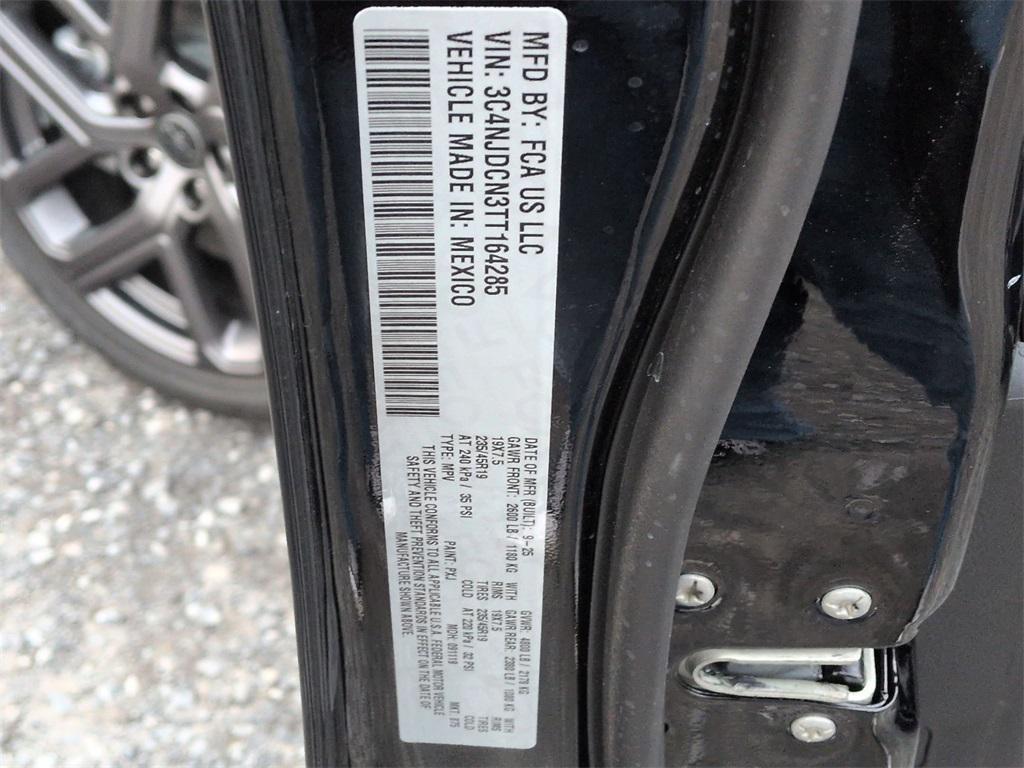 MFD BY: FCA US LLC
VIN: 3C4NJDCN3TT164285
VEHICLE MADE IN: MEXICO
DATE OF MFR (BUILT): 9-25 GVWR: 4800 LB / 2178 KG
GAWR FRONT: 2600 LB / 1180 KG WITH GAWR REAR: 2380 LB / 1080 KG WITH
19X7.5 RIMS 19X7.5 RIMS
235/45R19 TIRES 235/45R19 TIRES
AT 240 kPa / 35 PSI COLD AT 220 kPa / 32 PSI COLD
TYPE: MPV PAINT: PXJ MDH: 091119 MKT:
THIS VEHICLE CONFORMS TO ALL APPLICABLE U.S.A. FEDERAL MOTOR VEHICLE
SAFETY AND THEFT PREVENTION STANDARDS IN EFFECT ON THE DATE OF
MANUFACTURE SHOWN ABOVE.